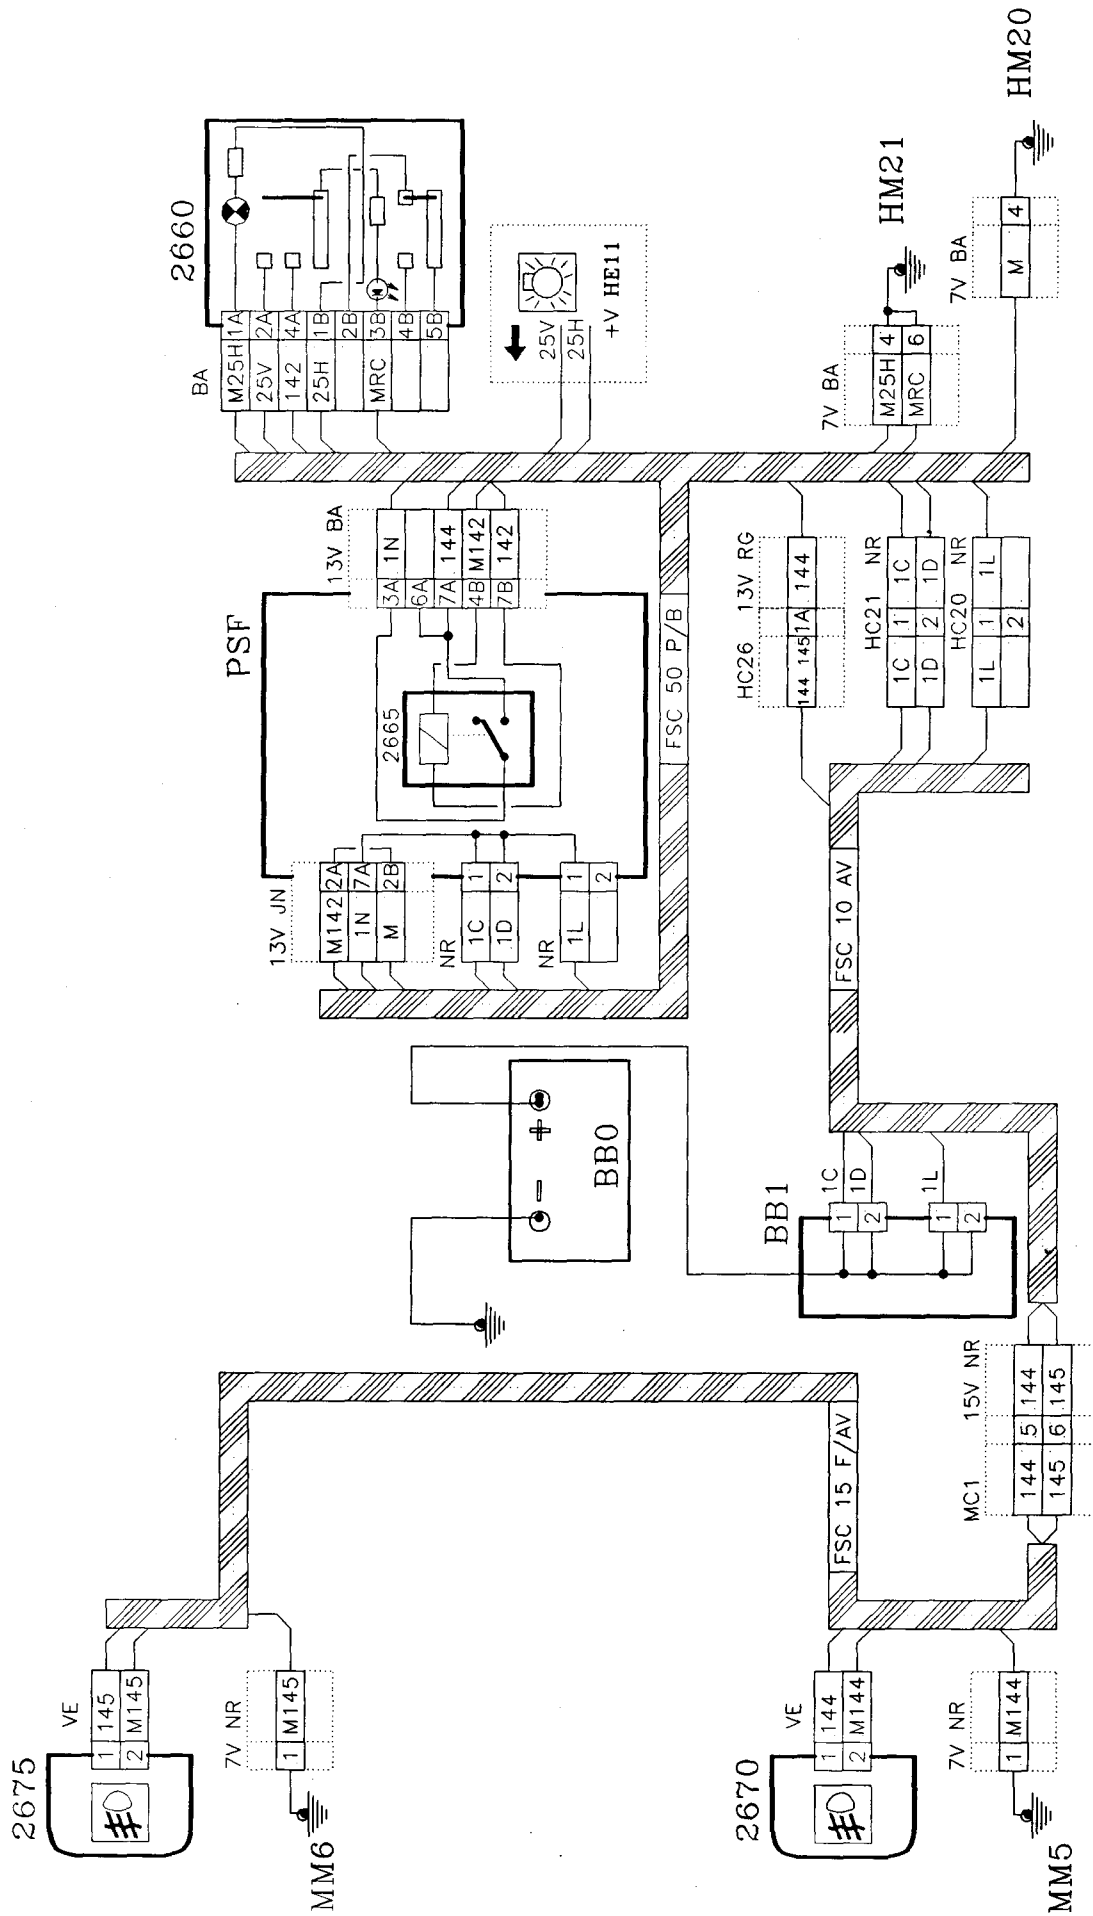 2660
BA
M25H 1A
25V 2A
142 4A
25H 1B
2B
MRC 3B
4B
5B
25V
25H
+V HE11
HM21
7V BA
M25H 4
MRC 6
HM20
7V BA
M 4
PSF
13V BA
3A 1N
6A
7A 144
4B M142
7B 142
2665
13V JN
M142 2A
1N 7A
M 2B
NR
1C 1
1D 2
NR
1L 1
2
FSC 50 P/B
HC26 13V RG
144 145 1A 144
HC21 NR
1C 1 1C
1D 2 1D
HC20 NR
1L 1 1L
2
FSC 10 AV
+ −
BB0
BB1
1C
1D
1L
1
2
1
2
MC1 15V NR
144 5 144
145 6 145
FSC 15 F/AV
2675
VE
1 145
2 M145
7V NR
1 M145
MM6
2670
VE
1 144
2 M144
7V NR
1 M144
MM5